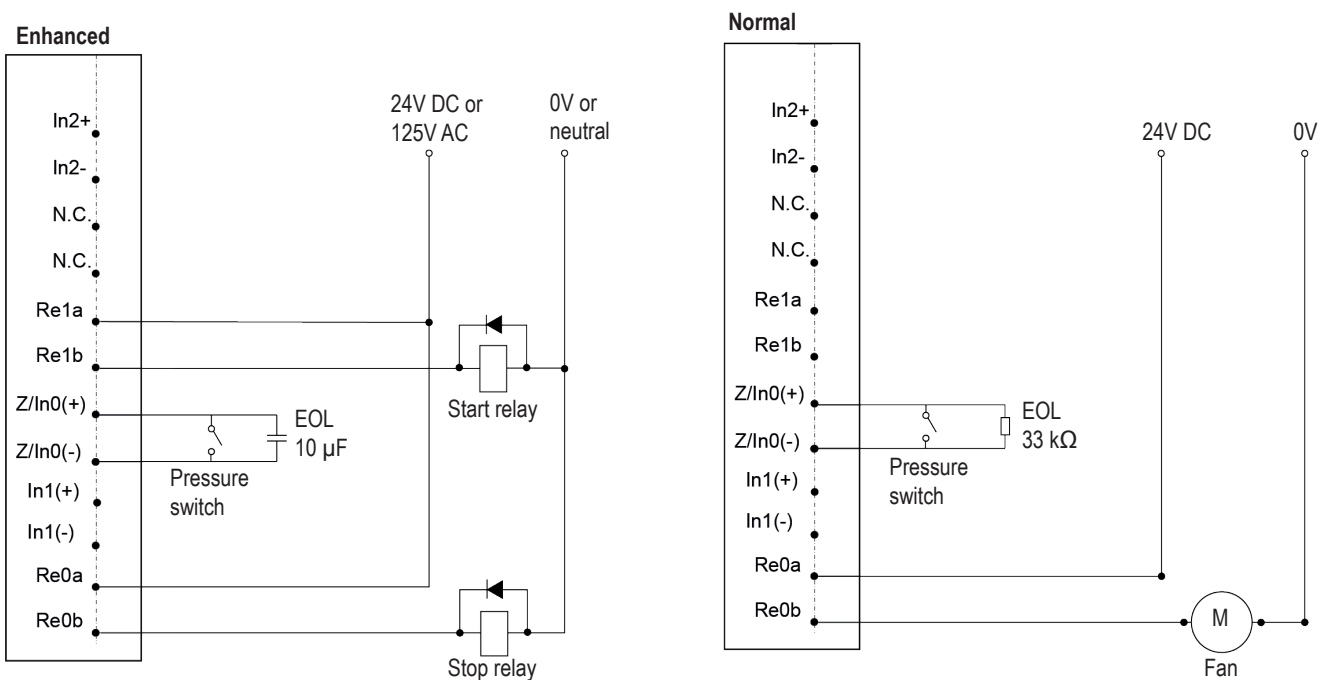 Enhanced
In2+
In2-
N.C.
N.C.
Re1a
Re1b
Z/In0(+)
Z/In0(-)
In1(+)
In1(-)
Re0a
Re0b
24V DC or
125V AC
0V or
neutral
Start relay
EOL
10 µF
Pressure
switch
Stop relay
Normal
In2+
In2-
N.C.
N.C.
Re1a
Re1b
Z/In0(+)
Z/In0(-)
In1(+)
In1(-)
Re0a
Re0b
24V DC
0V
EOL
33 kΩ
Pressure
switch
M
Fan